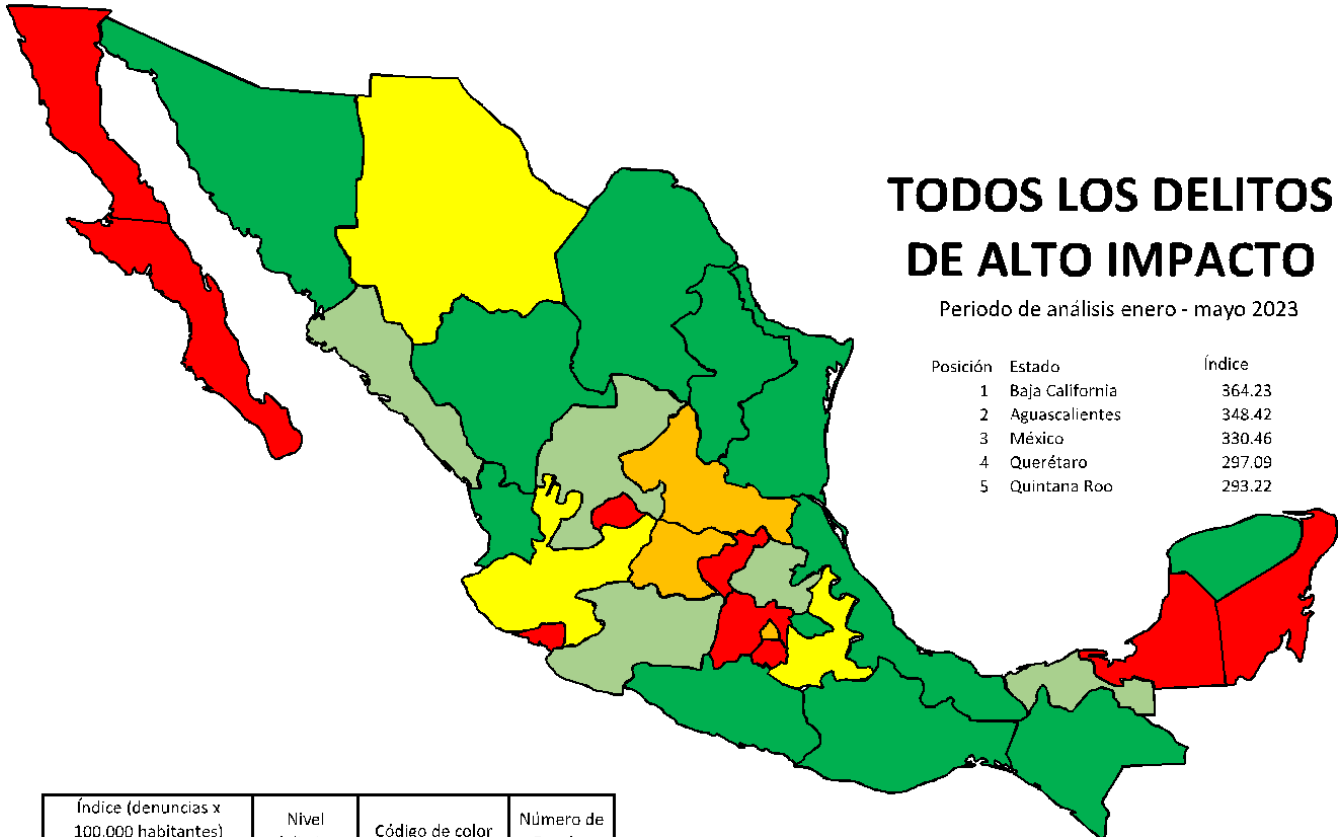 TODOS LOS DELITOS
DE ALTO IMPACTO
Periodo de análisis enero - mayo 2023
Posición Estado Índice
1 Baja California 364.23
2 Aguascalientes 348.42
3 México 330.46
4 Querétaro 297.09
5 Quintana Roo 293.22
Índice (denuncias x
100,000 habitantes)
Nivel
Código de color
Número de